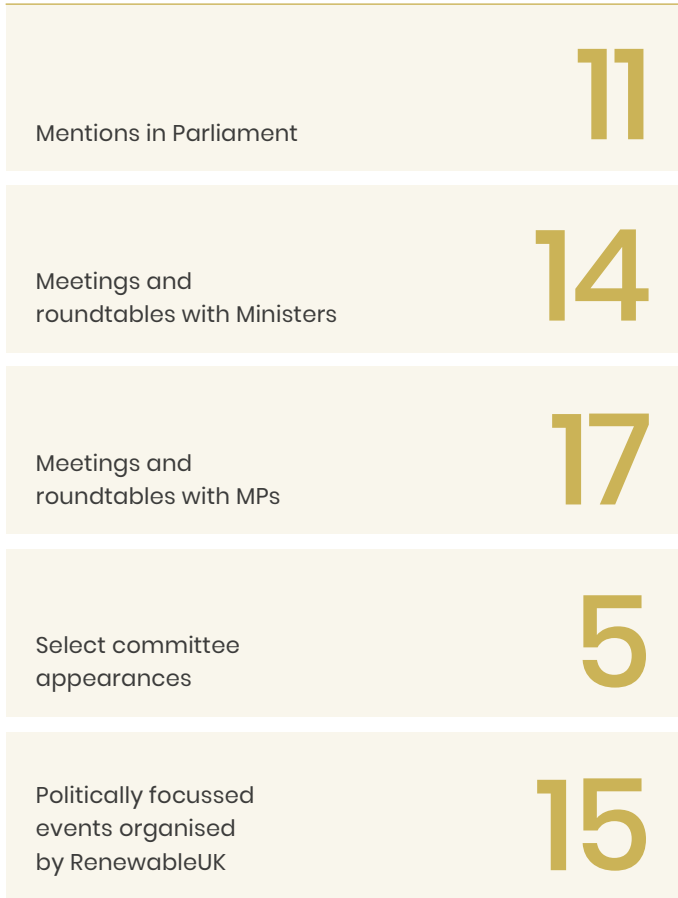 Mentions in Parliament
11
Meetings and
roundtables with Ministers
14
Meetings and
roundtables with MPs
17
Select committee
appearances
5
Politically focussed
events organised
by RenewableUK
15